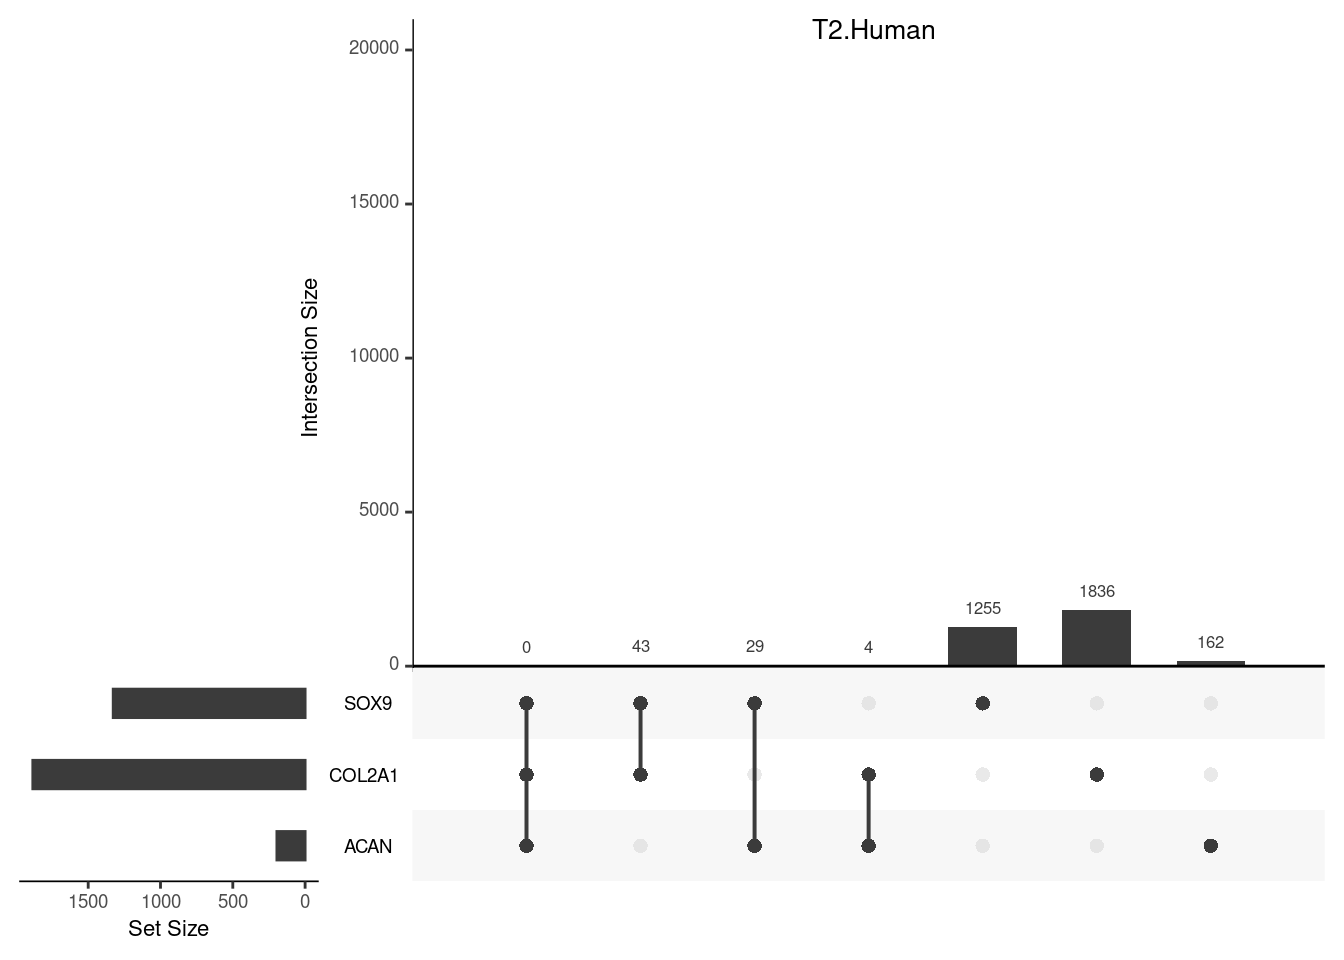 T2.Human
20000
15000
10000
5000
0
Intersection Size
0 43 29 4 1255 1836 162
SOX9
COL2A1
ACAN
1500 1000 500 0
Set Size